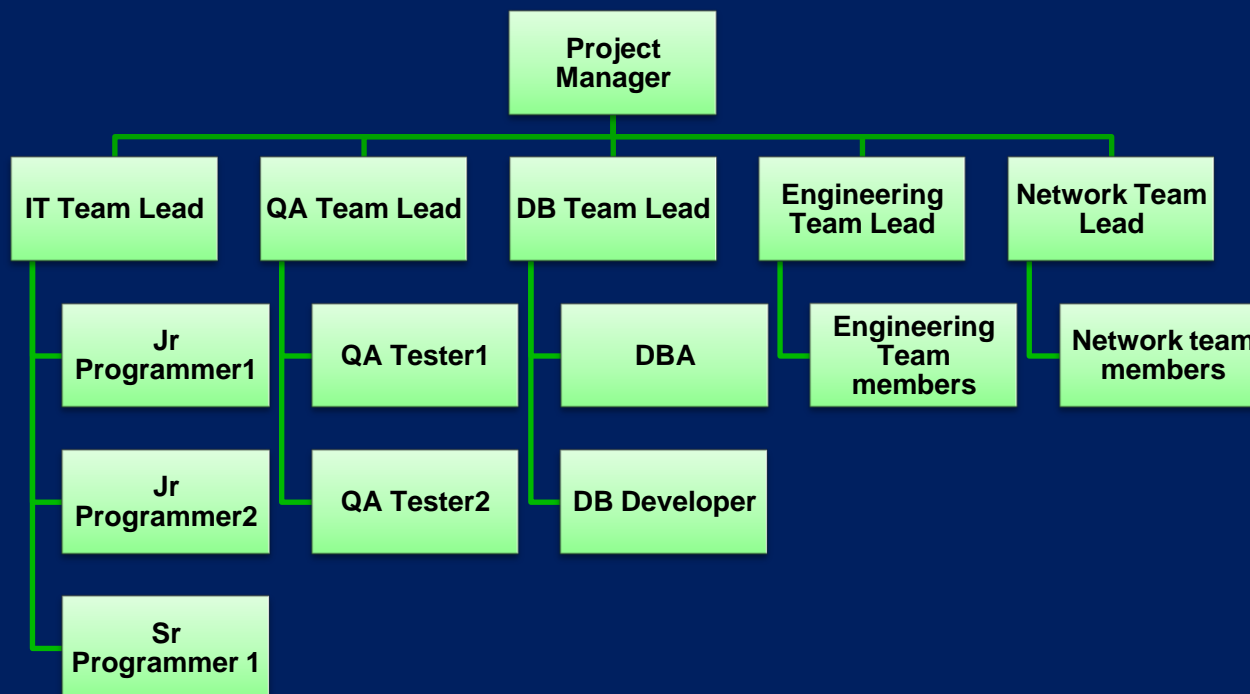 Project
Manager
IT Team Lead
QA Team Lead
DB Team Lead
Engineering
Team Lead
Network Team
Lead
Jr
Programmer1
QA Tester1
DBA
Engineering
Team
members
Network team
members
Jr
Programmer2
QA Tester2
DB Developer
Sr
Programmer 1